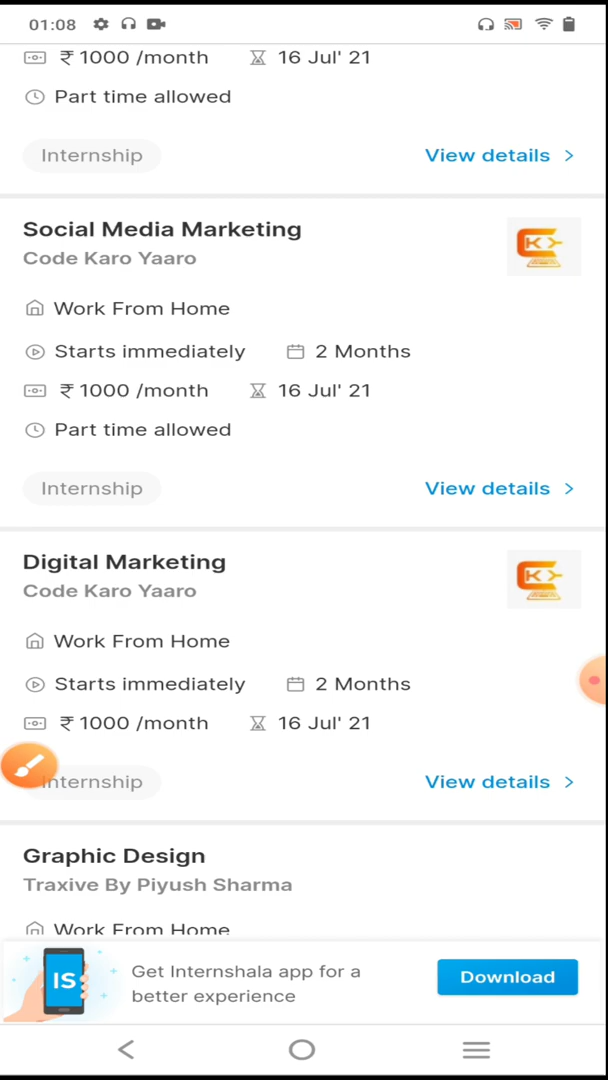 01:08
₹ 1000 /month 16 Jul' 21
Part time allowed
Internship View details >
Social Media Marketing
Code Karo Yaaro
Work From Home
Starts immediately 2 Months
₹ 1000 /month 16 Jul' 21
Part time allowed
Internship View details >
Digital Marketing
Code Karo Yaaro
Work From Home
Starts immediately 2 Months
₹ 1000 /month 16 Jul' 21
Internship View details >
Graphic Design
Traxive By Piyush Sharma
Work From Home
IS
Get Internshala app for a
better experience
Download